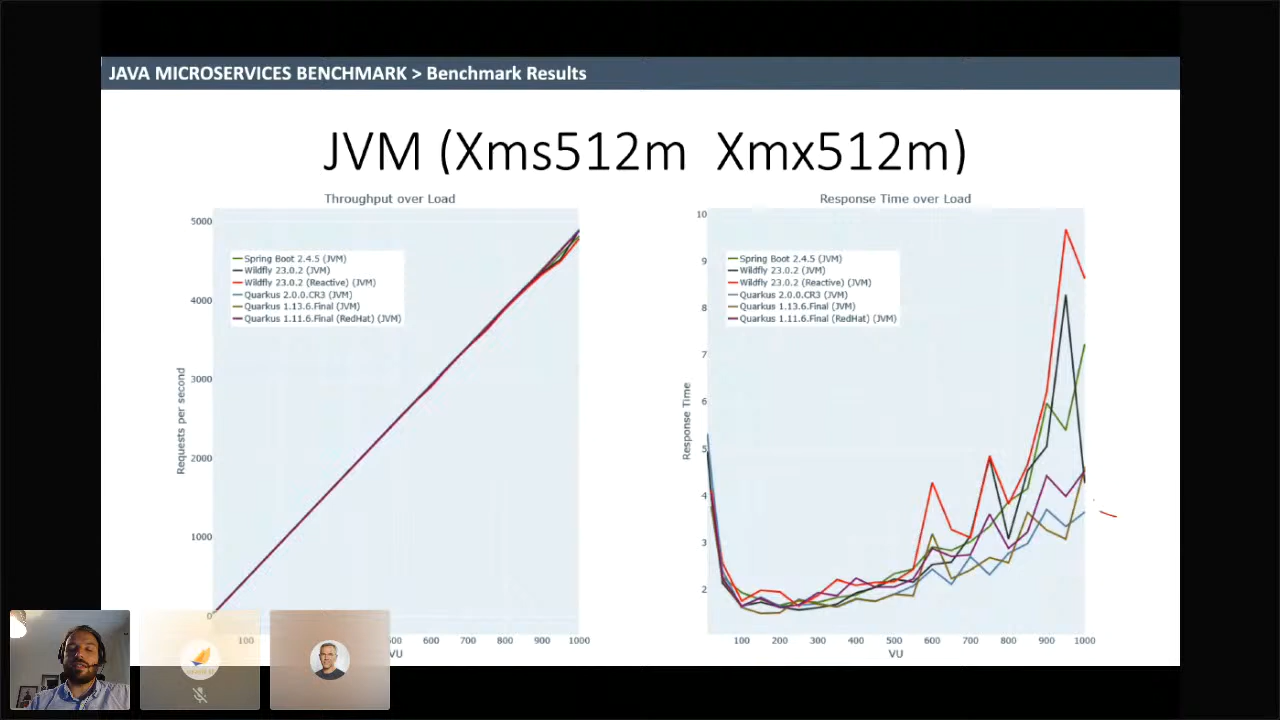 JAVA MICROSERVICES BENCHMARK > Benchmark Results
JVM (Xms512m Xmx512m)
Throughput over Load
5000
4000
3000
2000
1000
0
Requests per second
Spring Boot 2.4.5 (JVM)
Wildfly 23.0.2 (JVM)
Wildfly 23.0.2 (Reactive) (JVM)
Quarkus 2.0.0.CR3 (JVM)
Quarkus 1.13.6.Final (JVM)
Quarkus 1.11.6.Final (RedHat) (JVM)
100
600
700
800
900
1000
VU
Response Time over Load
10
9
8
7
6
5
4
3
2
Response Time
Spring Boot 2.4.5 (JVM)
Wildfly 23.0.2 (JVM)
Wildfly 23.0.2 (Reactive) (JVM)
Quarkus 2.0.0.CR3 (JVM)
Quarkus 1.13.6.Final (JVM)
Quarkus 1.11.6.Final (RedHat) (JVM)
100
200
300
400
500
600
700
800
900
1000
VU